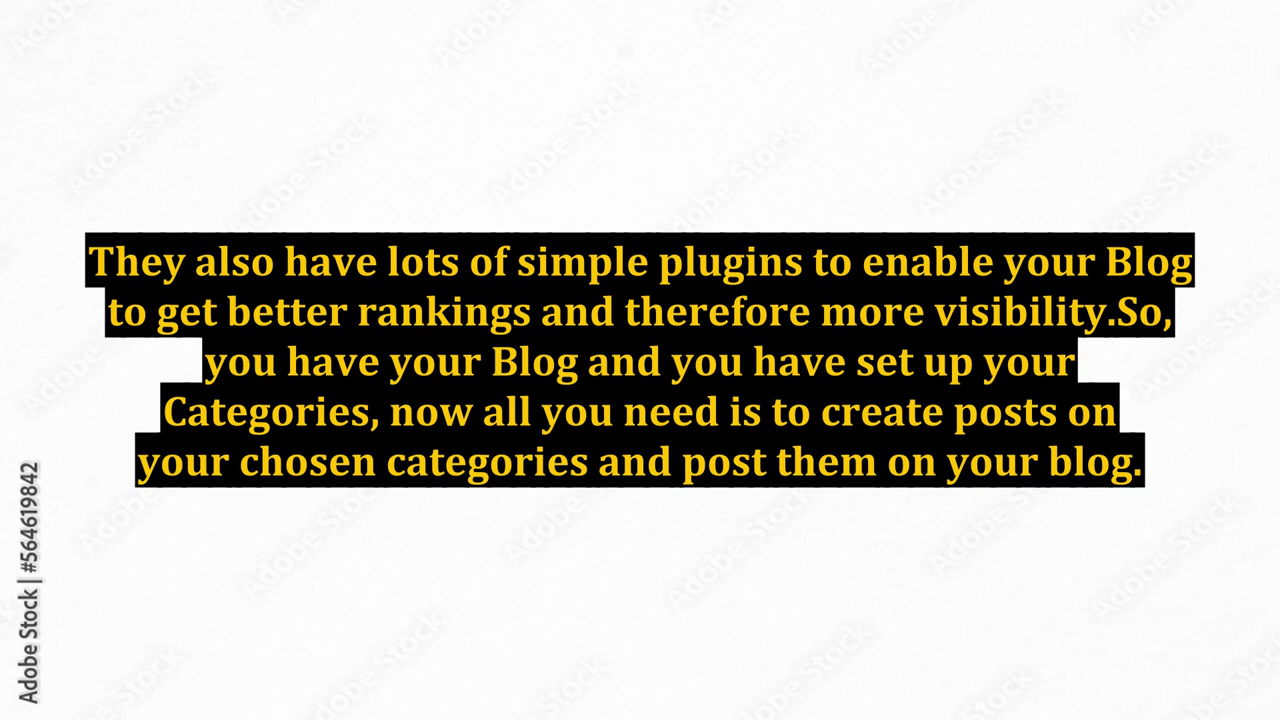 They also have lots of simple plugins to enable your Blog
to get better rankings and therefore more visibility.So,
you have your Blog and you have set up your
Categories, now all you need is to create posts on
your chosen categories and post them on your blog.
Adobe Stock | #564619842